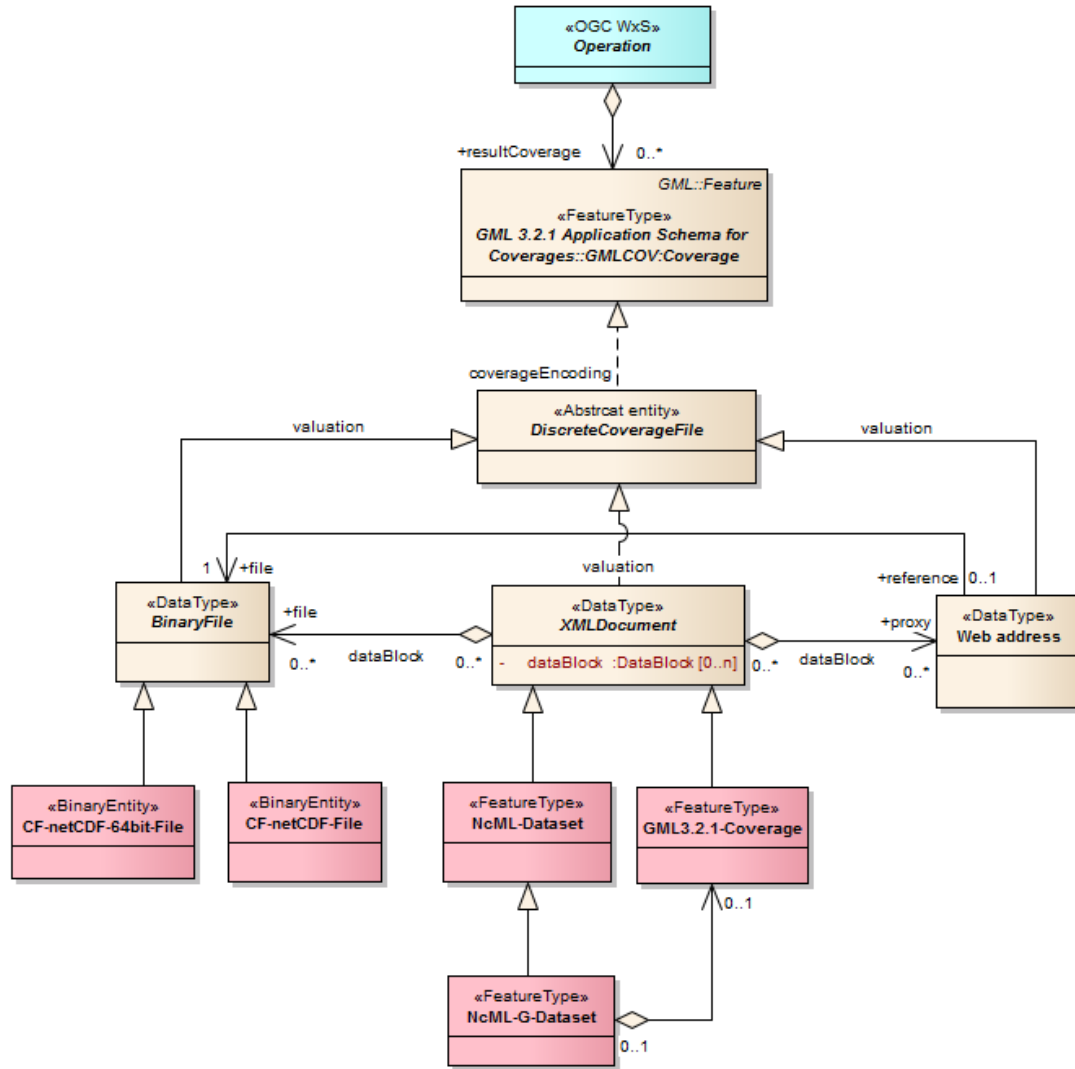 «OGC WxS»
Operation
+resultCoverage
0..*
GML::Feature
«FeatureType»
GML 3.2.1 Application Schema for
Coverages::GMLCOV:Coverage
coverageEncoding
«Abstrcat entity»
DiscreteCoverageFile
valuation
valuation
valuation
1
+file
+reference
0..1
«DataType»
BinaryFile
+file
0..*
dataBlock
0..*
«DataType»
XMLDocument
- dataBlock :DataBlock [0..n]
+proxy
0..*
dataBlock
0..*
«DataType»
Web address
«BinaryEntity»
CF-netCDF-64bit-File
«BinaryEntity»
CF-netCDF-File
«FeatureType»
NcML-Dataset
«FeatureType»
GML3.2.1-Coverage
0..1
«FeatureType»
NcML-G-Dataset
0..1